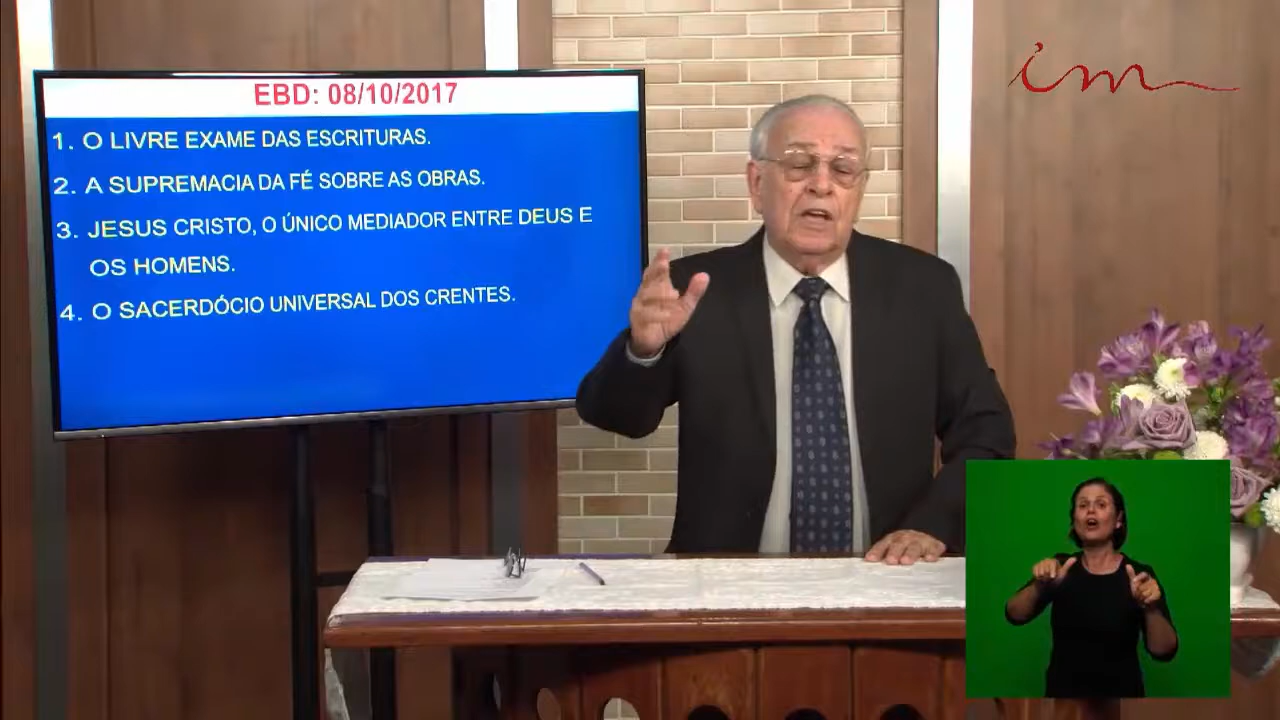 EBD: 08/10/2017
1. O LIVRE EXAME DAS ESCRITURAS.
2. A SUPREMACIA DA FÉ SOBRE AS OBRAS.
3. JESUS CRISTO, O ÚNICO MEDIADOR ENTRE DEUS E
OS HOMENS.
4. O SACERDÓCIO UNIVERSAL DOS CRENTES.
im